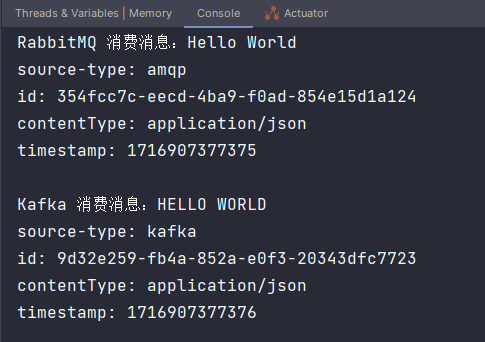 Threads & Variables | Memory Console Actuator
RabbitMQ 消费消息：Hello World
source-type: amqp
id: 354fcc7c-eecd-4ba9-f0ad-854e15d1a124
contentType: application/json
timestamp: 1716907377375
Kafka 消费消息：HELLO WORLD
source-type: kafka
id: 9d32e259-fb4a-852a-e0f3-20343dfc7723
contentType: application/json
timestamp: 1716907377376